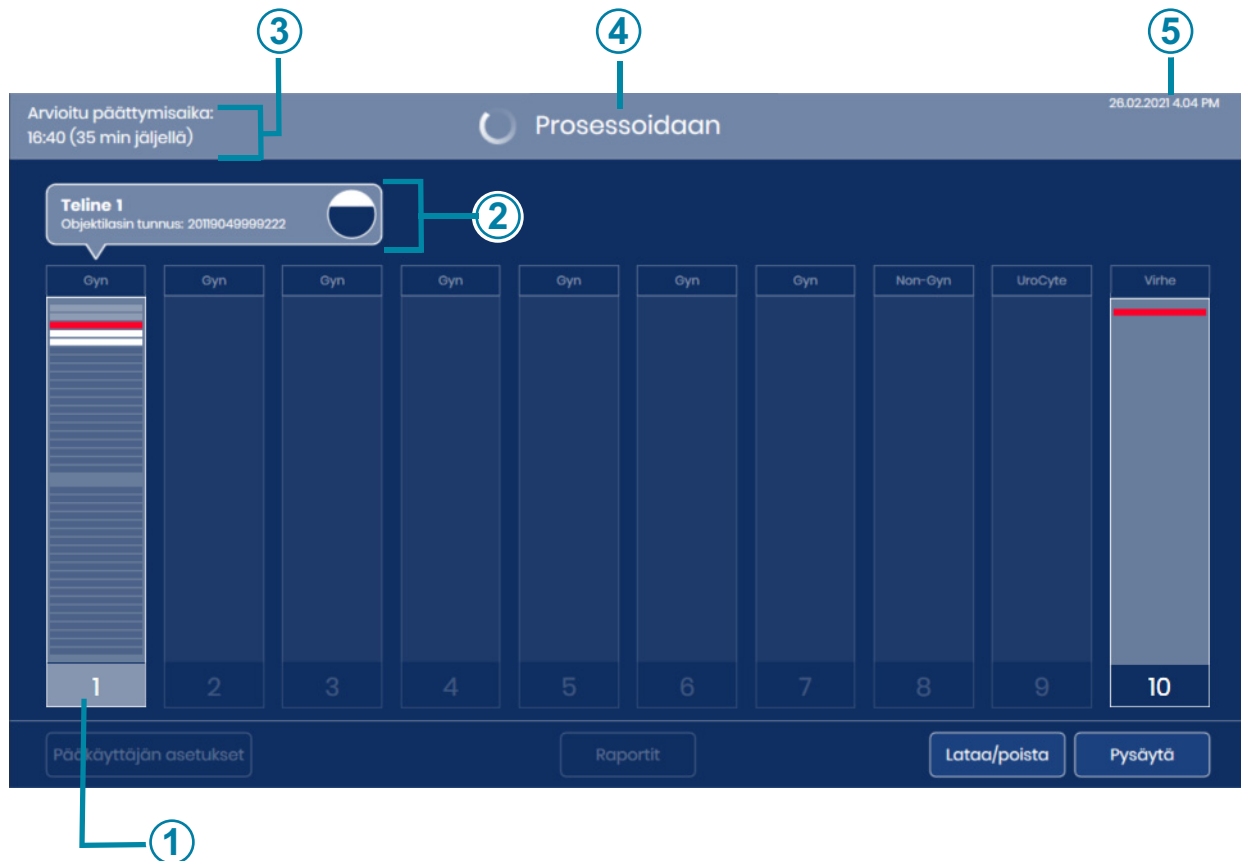 3
4
5
Arvioitu päättymisaika:
16:40 (35 min jäljellä)
Prosessoidaan
26.02.2021 4.04 PM
Teline 1
Objektilasin tunnus: 20119049999222
2
Gyn
Gyn
Gyn
Gyn
Gyn
Gyn
Gyn
Non-Gyn
UroCyte
Virhe
1
2
3
4
5
6
7
8
9
10
Pääkäyttäjän asetukset
Raportit
Lataa/poista
Pysäytä
1